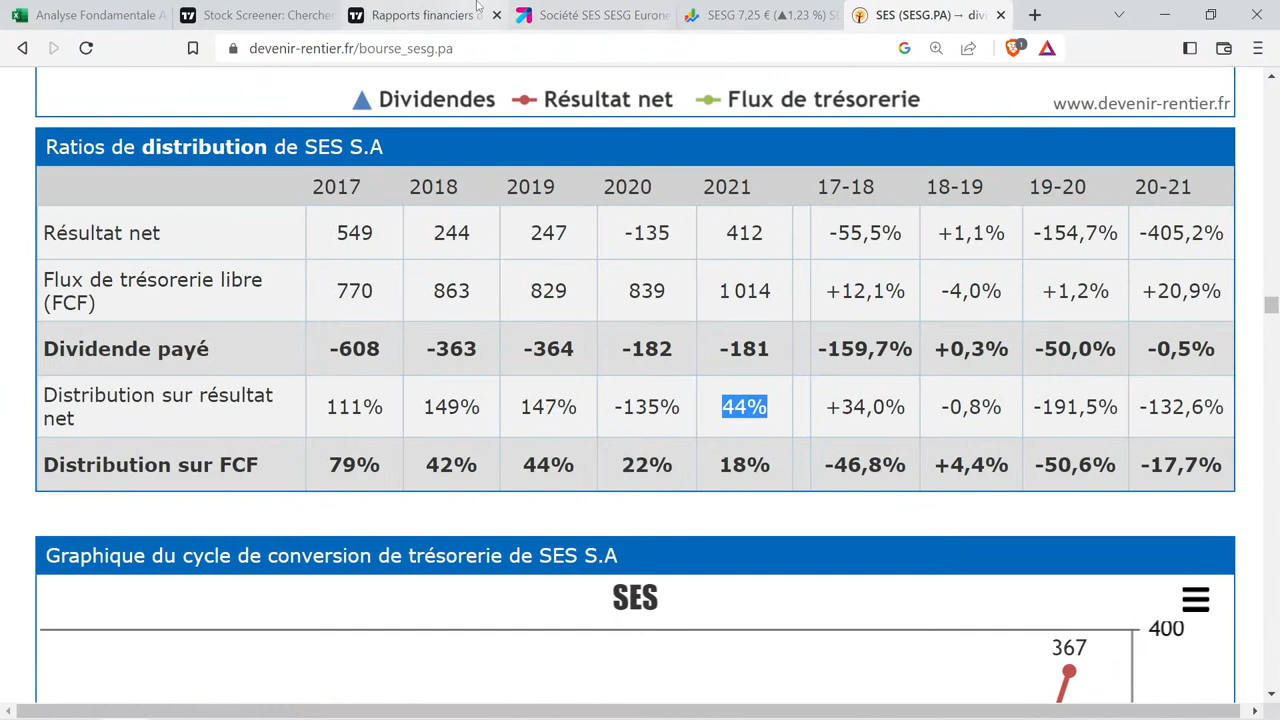 Analyse Fondamentale A
Stock Screener: Chercher
Rapports financiers d
Société SES SESG Eurone
SESG 7,25 € (▲1,23 %) SE
SES (SESG.PA) → divi
devenir-rentier.fr/bourse_sesg.pa
1
Dividendes Résultat net Flux de trésorerie
www.devenir-rentier.fr
Ratios de distribution de SES S.A
2017 2018 2019 2020 2021 17-18 18-19 19-20 20-21
Résultat net 549 244 247 -135 412 -55,5% +1,1% -154,7% -405,2%
Flux de trésorerie libre
(FCF) 770 863 829 839 1 014 +12,1% -4,0% +1,2% +20,9%
Dividende payé -608 -363 -364 -182 -181 -159,7% +0,3% -50,0% -0,5%
Distribution sur résultat
net 111% 149% 147% -135% 44% +34,0% -0,8% -191,5% -132,6%
Distribution sur FCF 79% 42% 44% 22% 18% -46,8% +4,4% -50,6% -17,7%
Graphique du cycle de conversion de trésorerie de SES S.A
SES
400
367